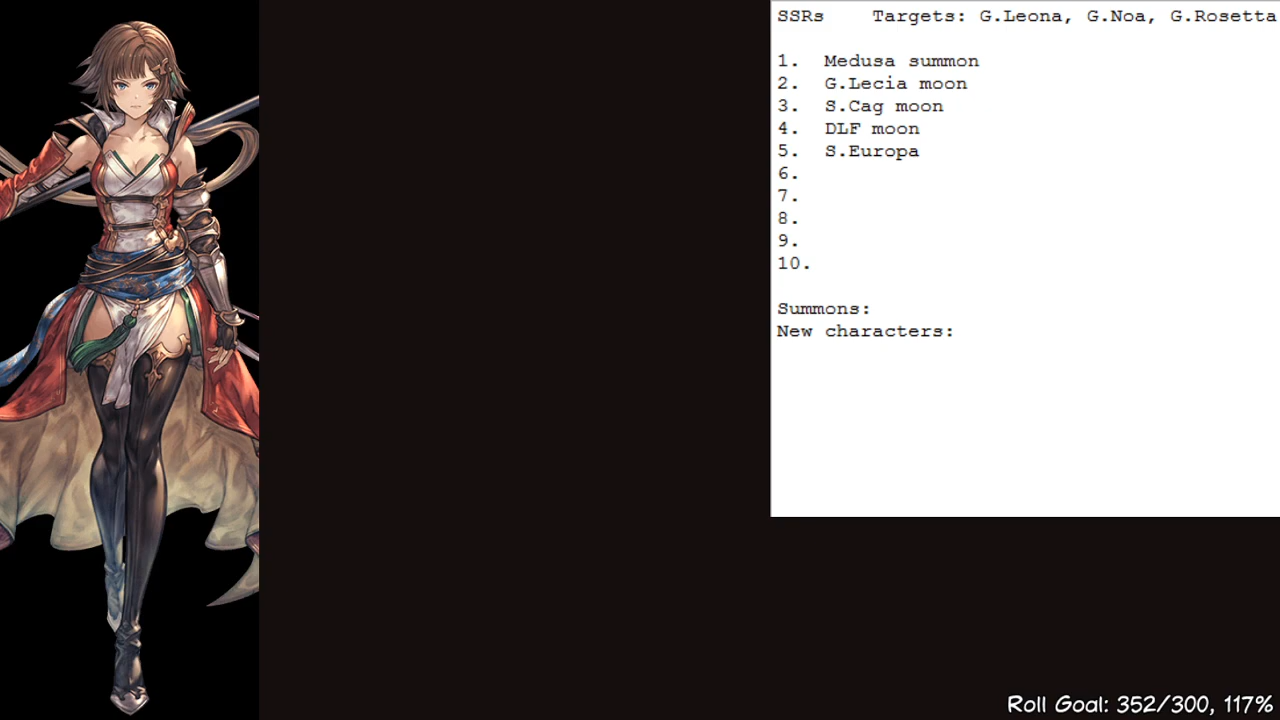 SSRs    Targets: G.Leona, G.Noa, G.Rosetta
1.  Medusa summon
2.  G.Lecia moon
3.  S.Cag moon
4.  DLF moon
5.  S.Europa
6.
7.
8.
9.
10.
Summons:
New characters:
Roll Goal: 352/300, 117%